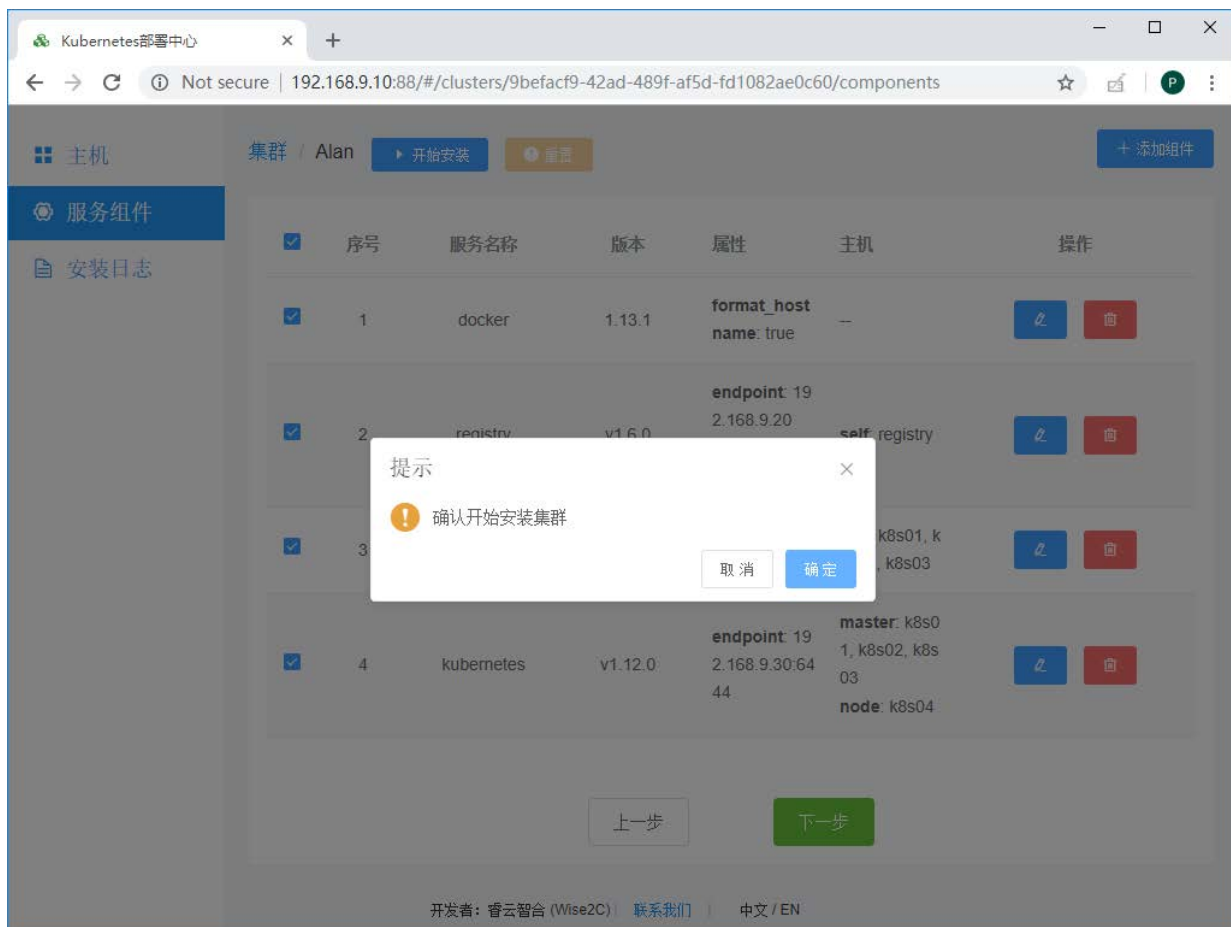 Kubernetes部署中心
Not secure | 192.168.9.10:88/#/clusters/9befacf9-42ad-489f-af5d-fd1082ae0c60/components
P
主机
服务组件
安装日志
集群 / Alan 开始安装 重置 + 添加组件
序号 服务名称 版本 属性 主机 操作
1 docker 1.13.1 format_host
name: true --
2 registry v1.6.0 endpoint: 19
2.168.9.20
self: registry
提示
确认开始安装集群
取消 确定
3 k8s01, k
, k8s03
4 kubernetes v1.12.0 endpoint: 19
2.168.9.30:64
44
master: k8s0
1, k8s02, k8s
03
node: k8s04
上一步 下一步
开发者：睿云智合 (Wise2C) | 联系我们 | 中文 / EN